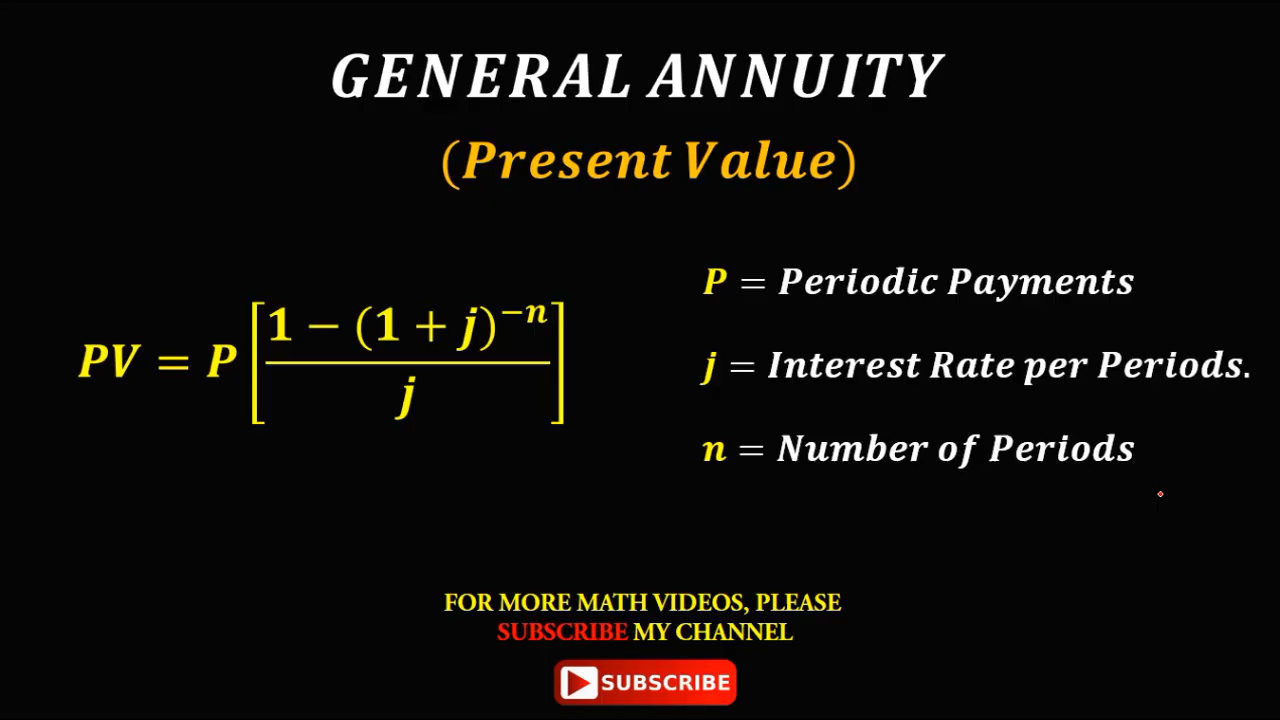 GENERAL ANNUITY
(Present Value)
PV = P [ 1 − (1 + j)⁻ⁿ / j ]
P = Periodic Payments
j = Interest Rate per Periods.
n = Number of Periods
FOR MORE MATH VIDEOS, PLEASE
SUBSCRIBE MY CHANNEL
SUBSCRIBE